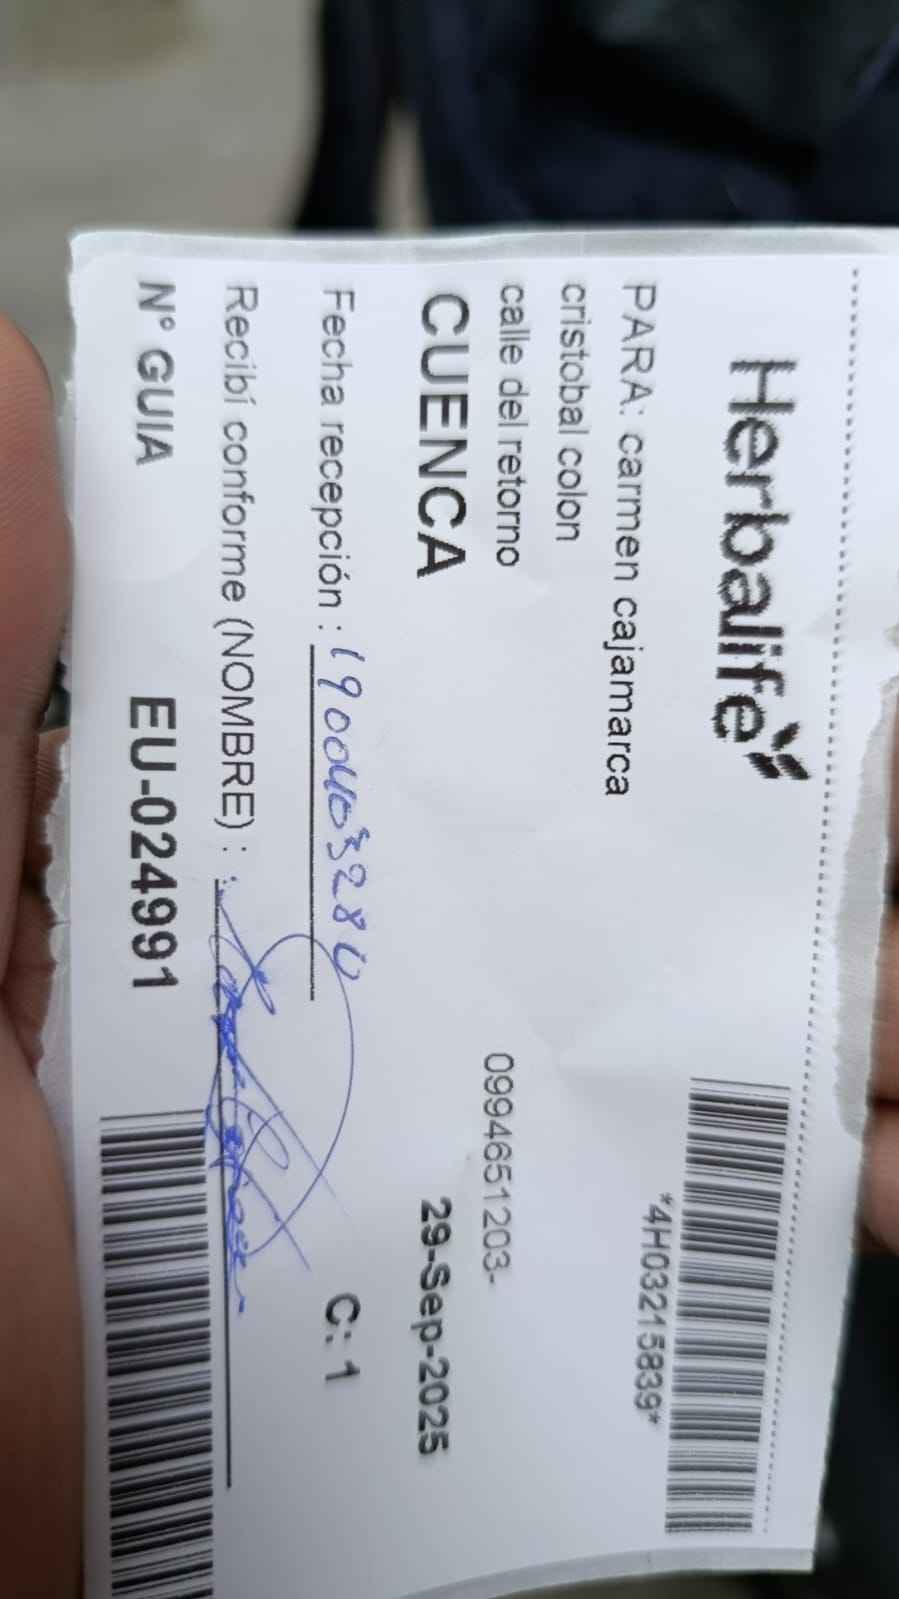 Herbalife
*4H03215839*
PARA: carmen cajamarca
cristobal colon
calle del retorno 0994651203-
CUENCA 29-Sep-2025
Fecha recepción : 1900403280 C: 1
Recibí conforme (NOMBRE) :
N° GUIA EU-024991